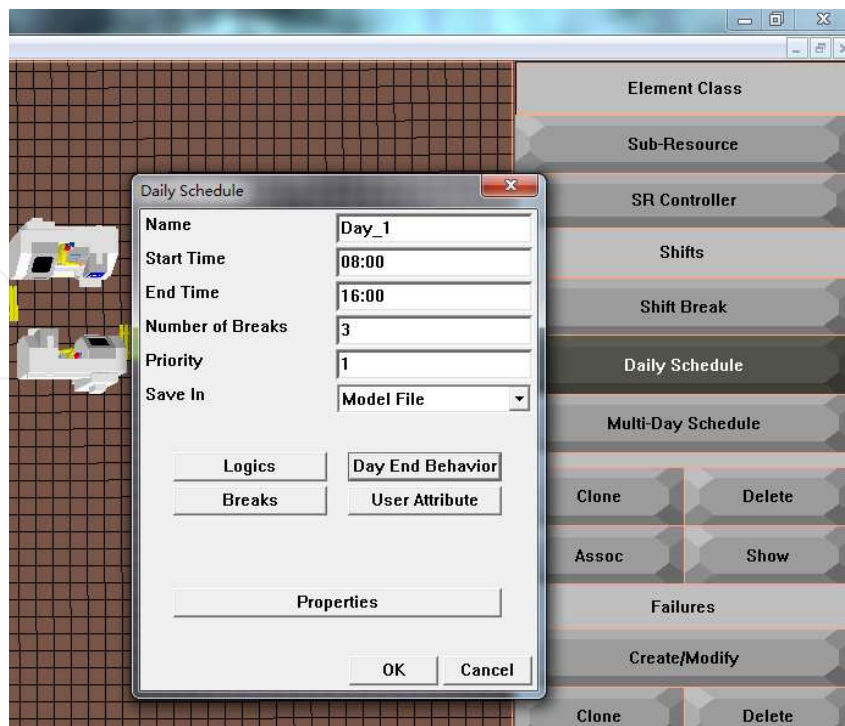 Element Class
Sub-Resource
SR Controller
Shifts
Shift Break
Daily Schedule
Multi-Day Schedule
Clone Delete
Assoc Show
Failures
Create/Modify
Clone Delete
Daily Schedule
Name Day_1
Start Time 08:00
End Time 16:00
Number of Breaks 3
Priority 1
Save In Model File
Logics Day End Behavior
Breaks User Attribute
Properties
OK Cancel